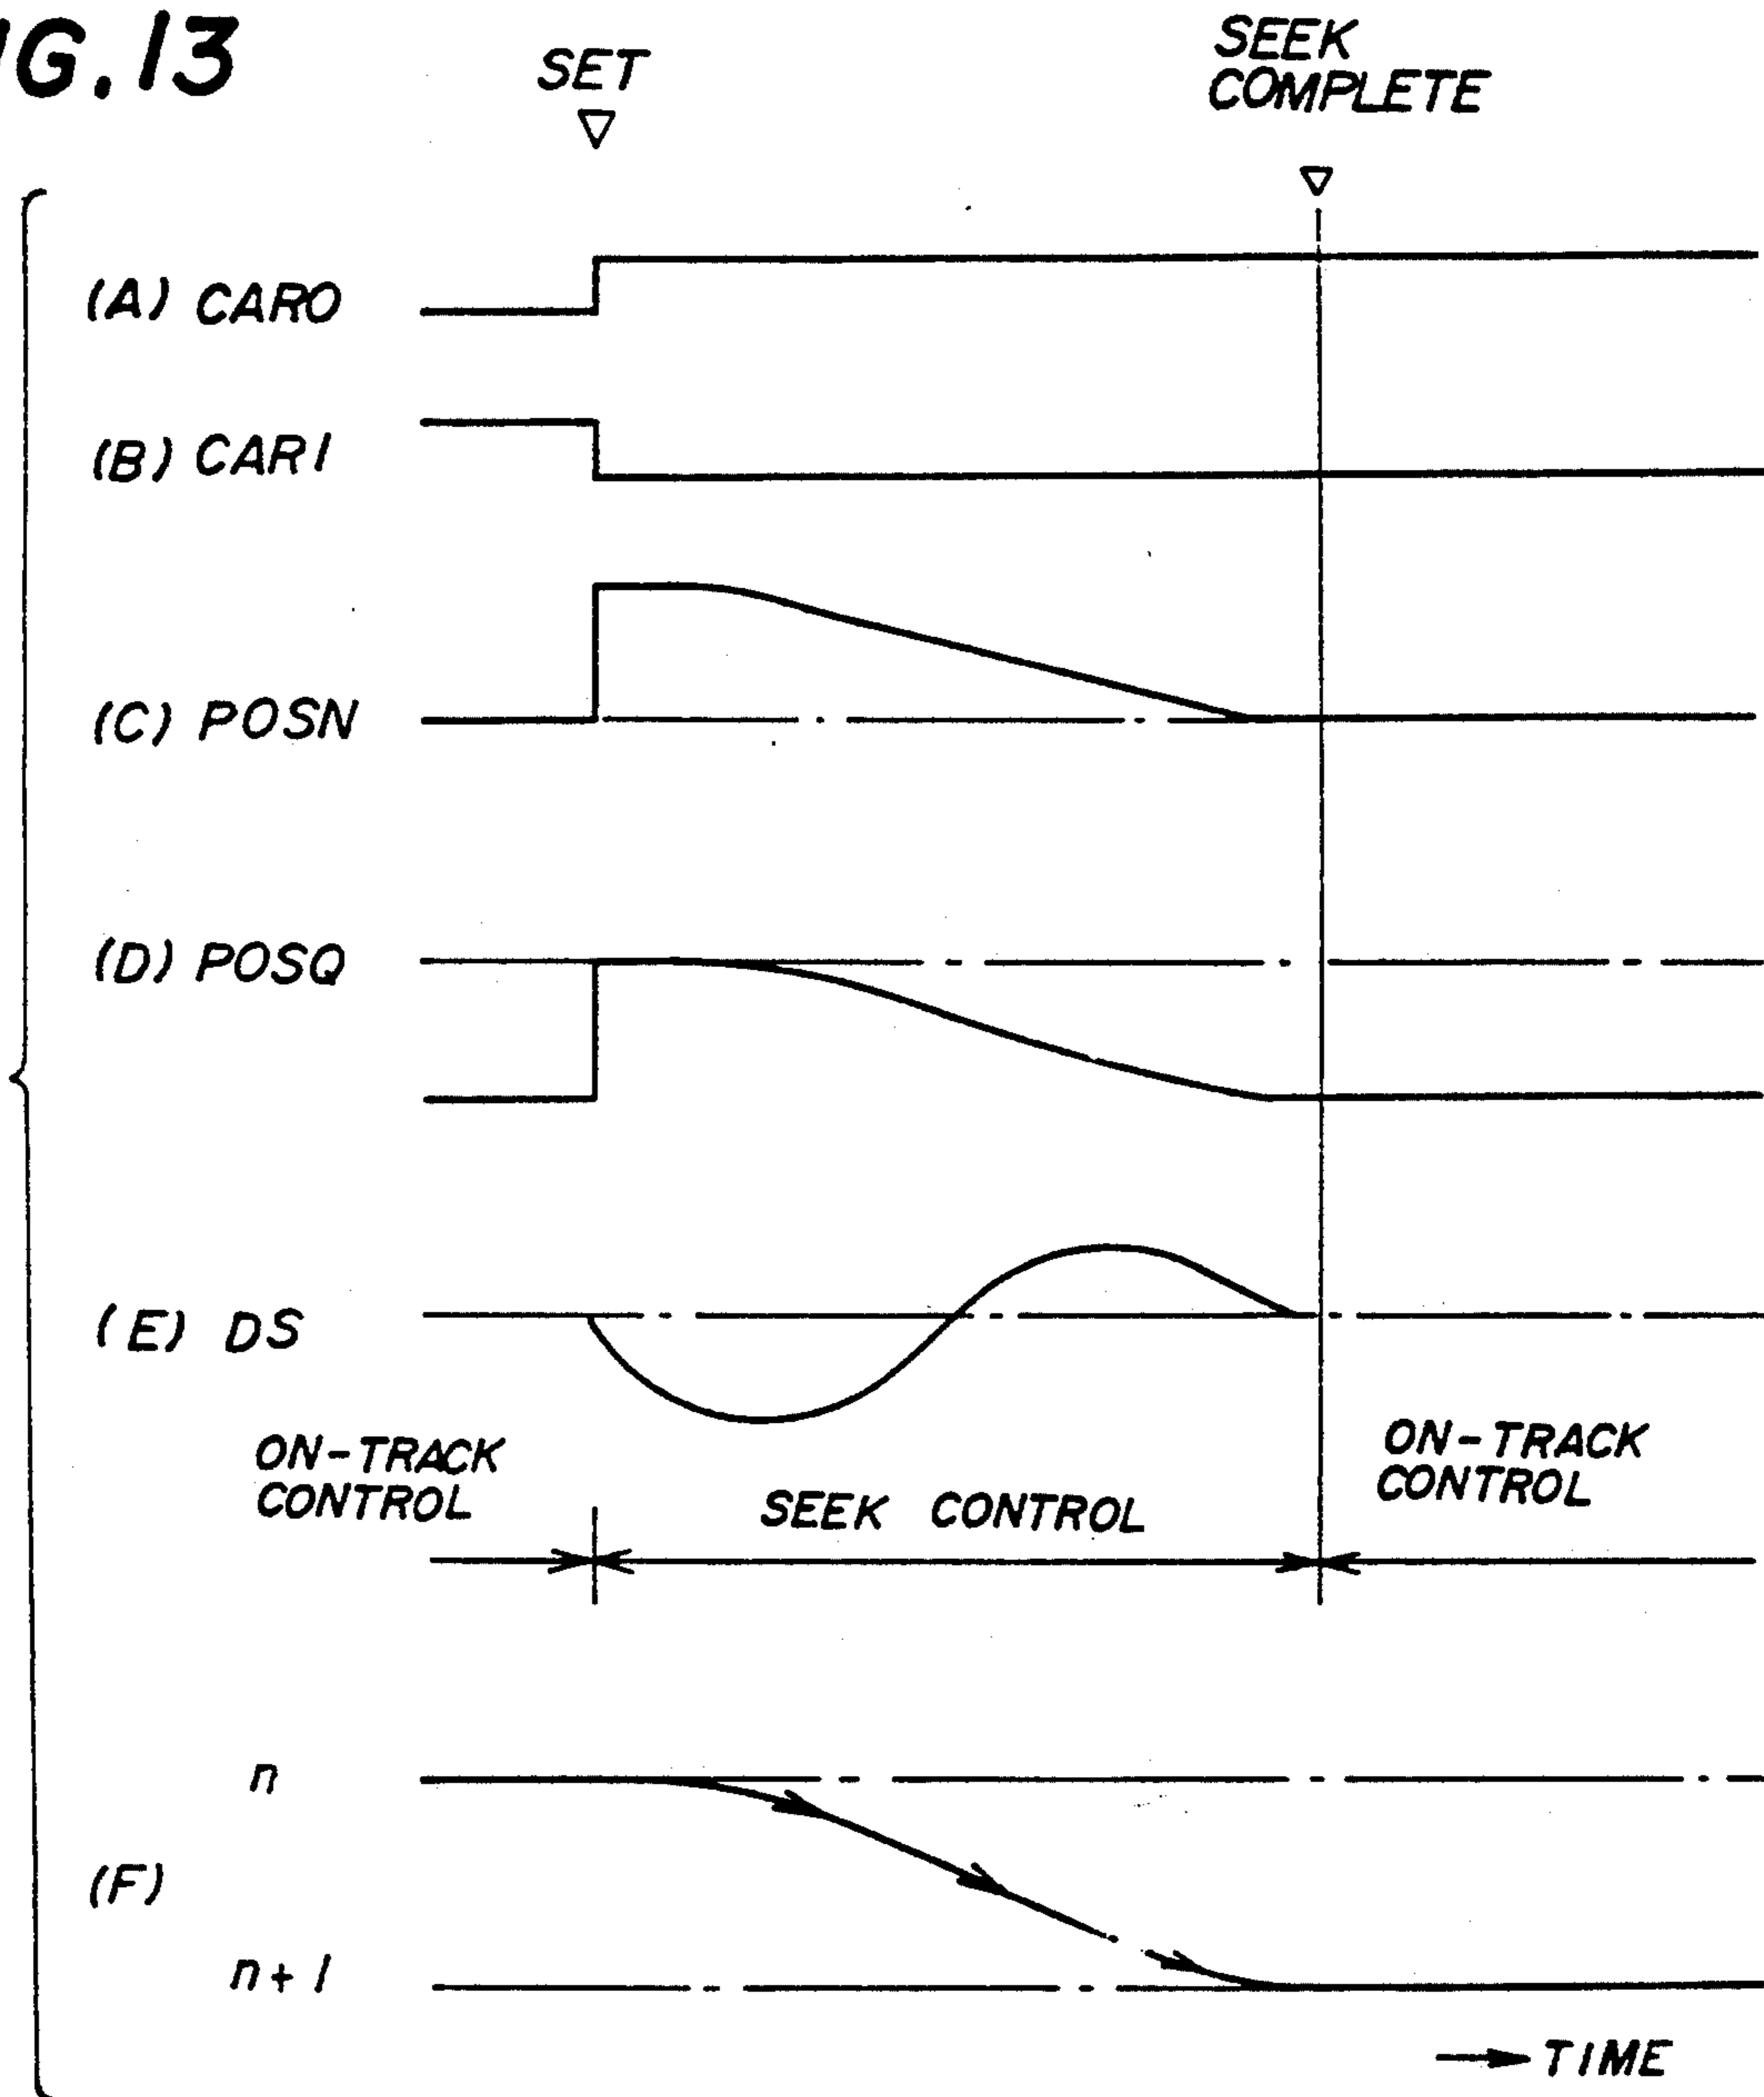 IG.13
SET
SEEK
COMPLETE
(A) CAR0
(B) CAR1
(C) POSN
(D) POSQ
(E) DS
ON-TRACK
CONTROL
SEEK CONTROL
ON-TRACK
CONTROL
n
(F)
n+1
TIME